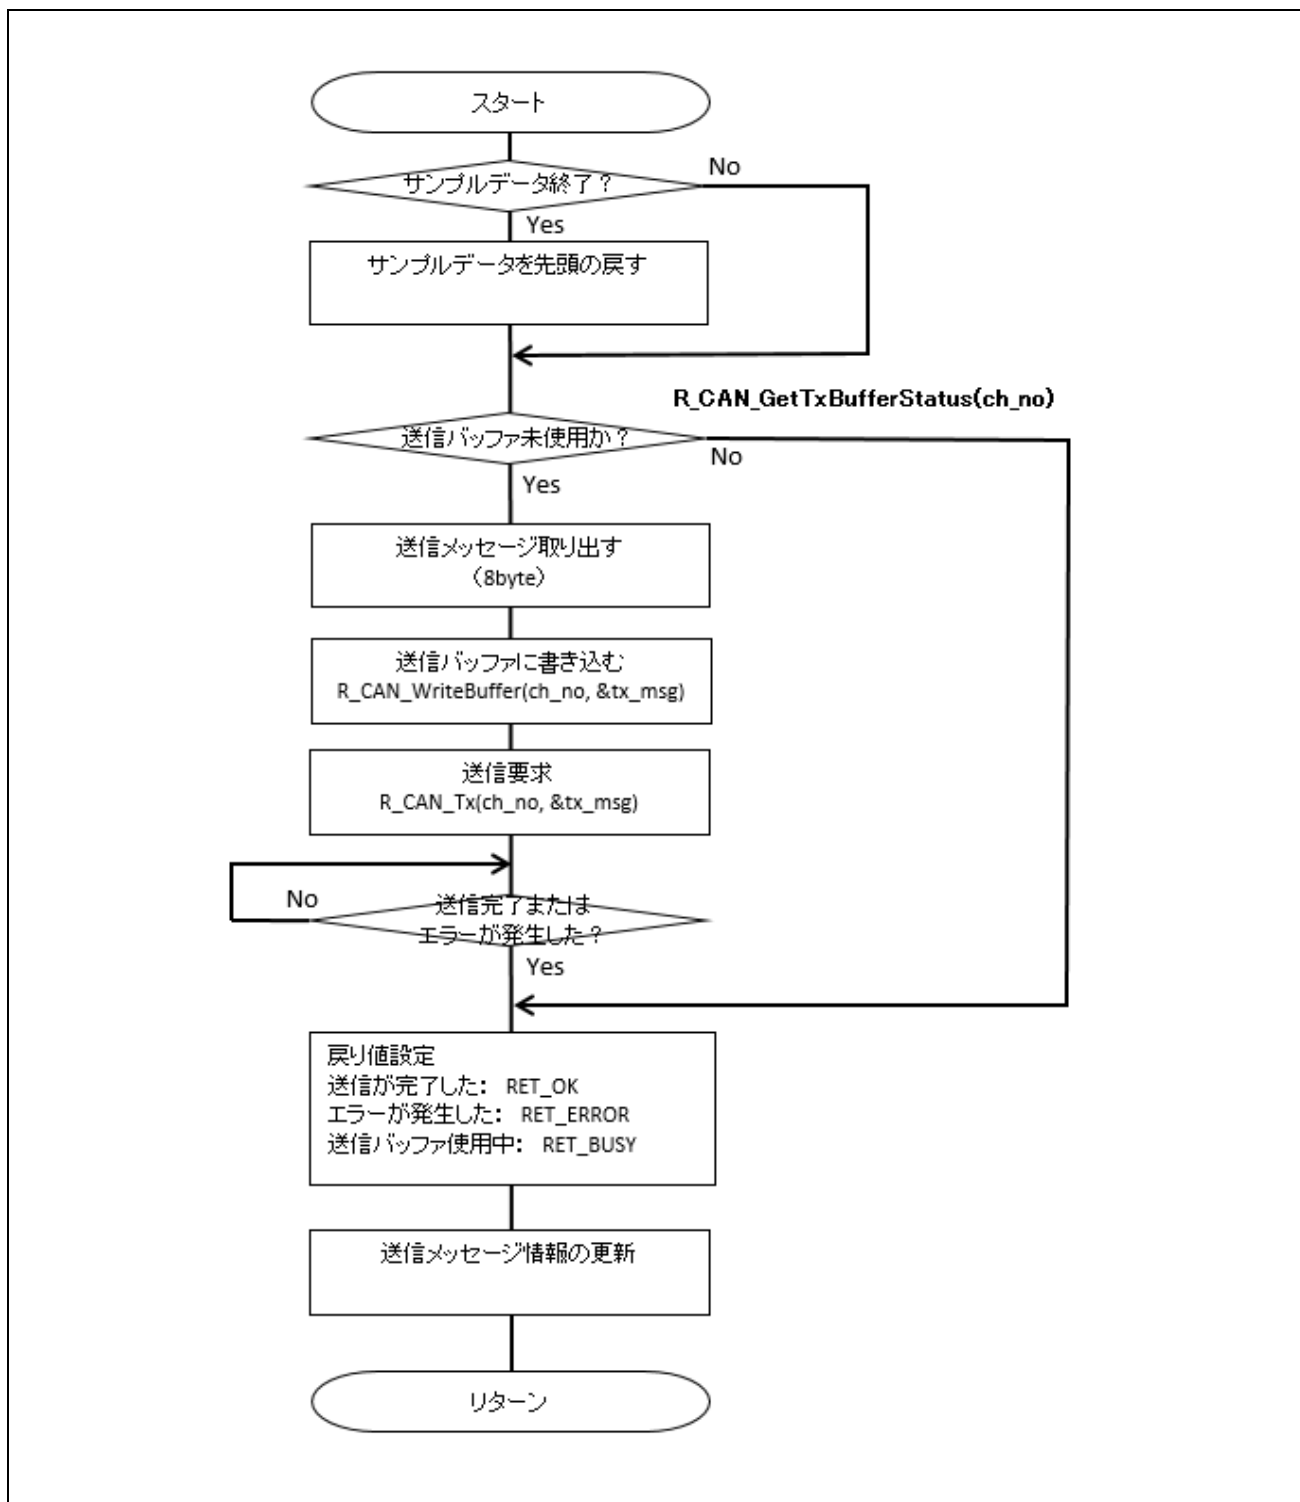 スタート
サンプルデータ終了？
No
Yes
サンプルデータを先頭の戻す
R_CAN_GetTxBufferStatus(ch_no)
送信バッファ未使用か？
No
Yes
送信メッセージ取り出す
（8byte）
送信バッファに書き込む
R_CAN_WriteBuffer(ch_no, &tx_msg)
送信要求
R_CAN_Tx(ch_no, &tx_msg)
No
送信完了または
エラーが発生した？
Yes
戻り値設定
送信が完了した： RET_OK
エラーが発生した： RET_ERROR
送信バッファ使用中： RET_BUSY
送信メッセージ情報の更新
リターン